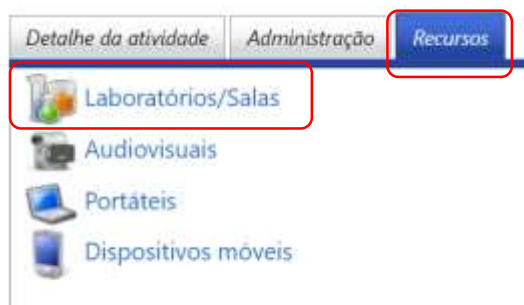 Detalhe da atividade Administração Recursos
Laboratórios/Salas
Audiovisuais
Portáteis
Dispositivos móveis